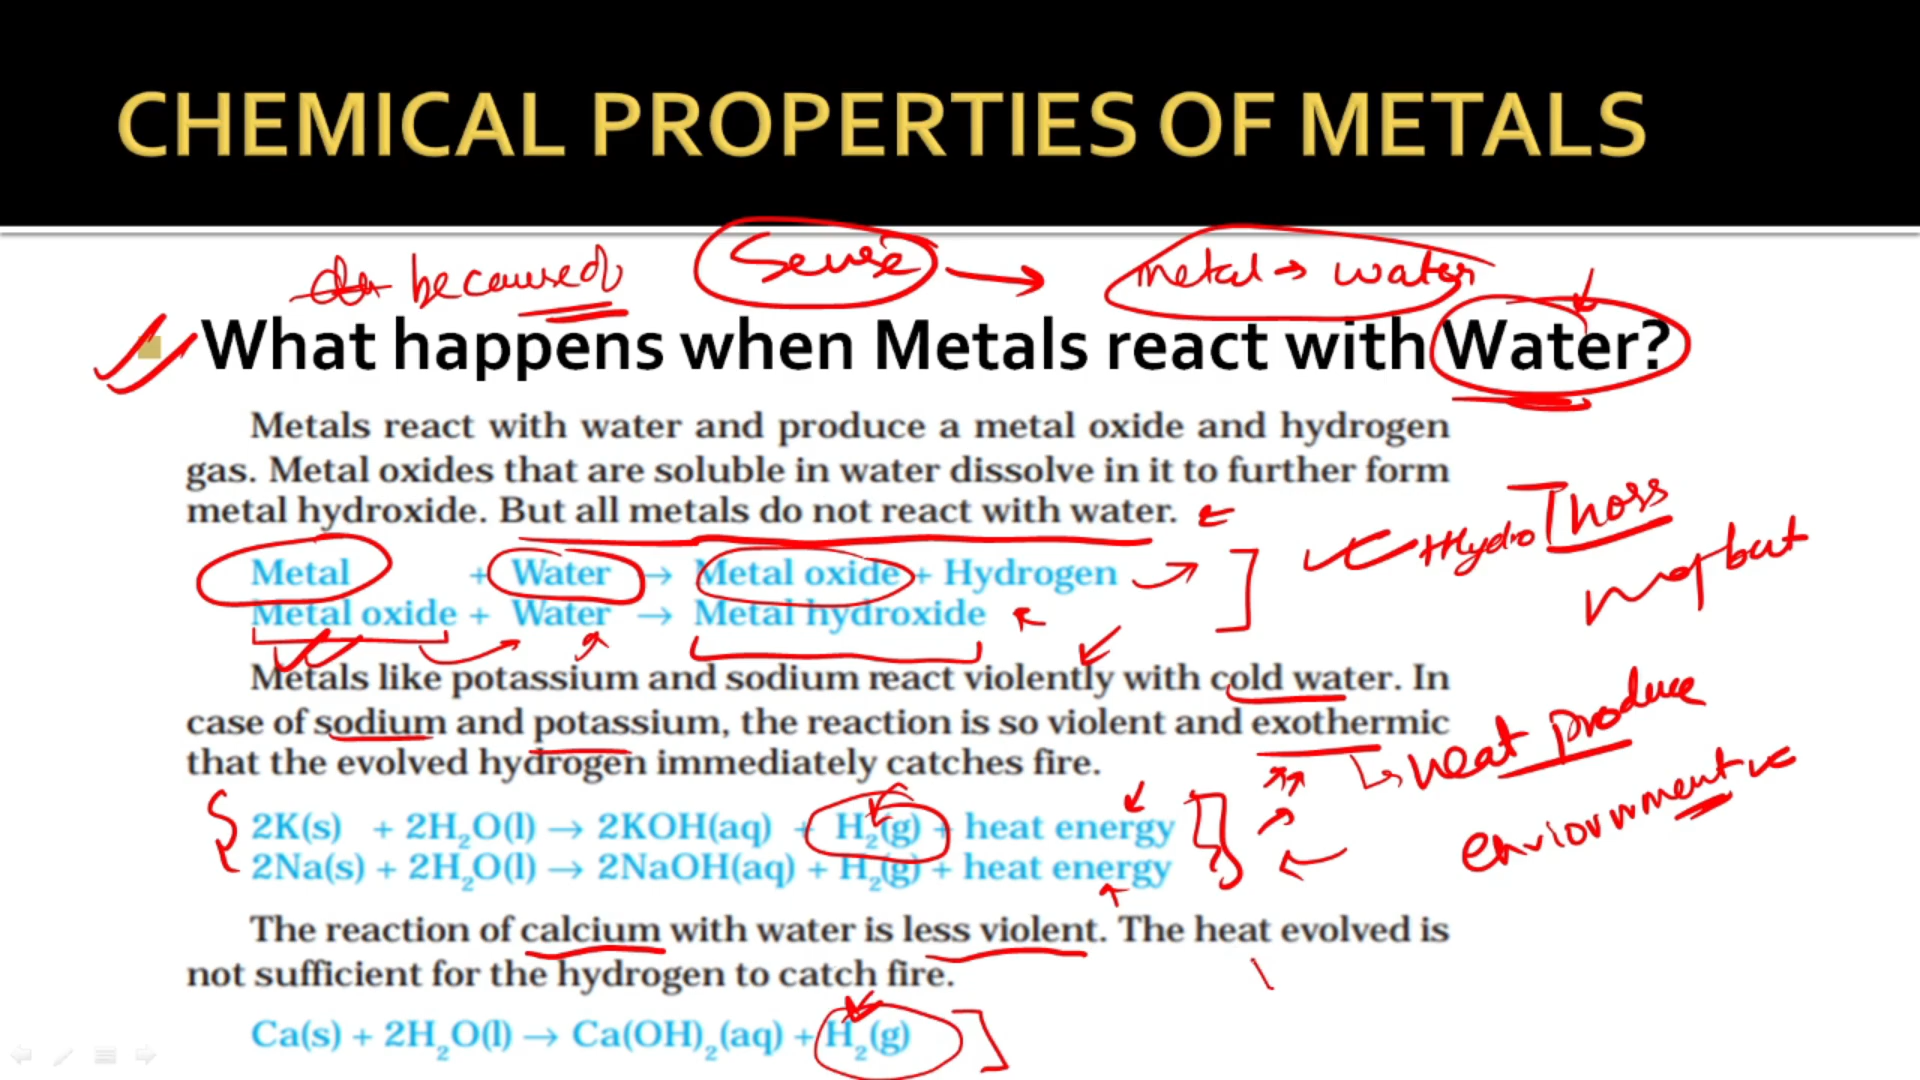 CHEMICAL PROPERTIES OF METALS
becaused Sense → metal → water
What happens when Metals react with Water?
Metals react with water and produce a metal oxide and hydrogen
gas. Metal oxides that are soluble in water dissolve in it to further form
metal hydroxide. But all metals do not react with water.
Hydro Thoss
but
Metal + Water → Metal oxide + Hydrogen
Metal oxide + Water → Metal hydroxide
Metals like potassium and sodium react violently with cold water. In
case of sodium and potassium, the reaction is so violent and exothermic
that the evolved hydrogen immediately catches fire.
heat produce
2K(s) + 2H₂O(l) → 2KOH(aq) + H₂(g) + heat energy
2Na(s) + 2H₂O(l) → 2NaOH(aq) + H₂(g) + heat energy
The reaction of calcium with water is less violent. The heat evolved is
not sufficient for the hydrogen to catch fire.
Ca(s) + 2H₂O(l) → Ca(OH)₂(aq) + H₂(g)